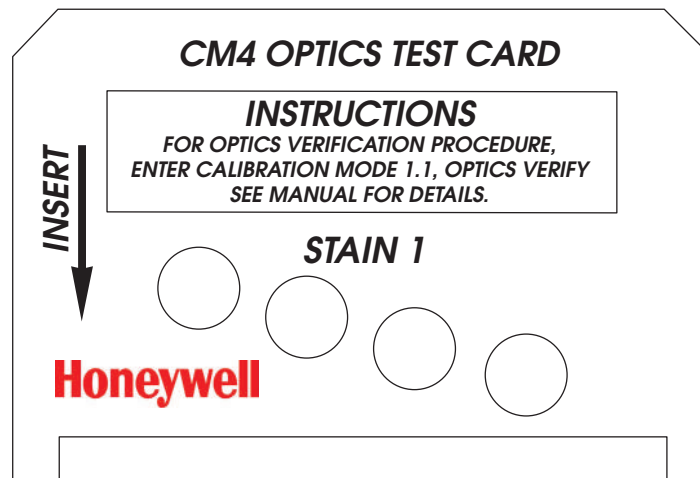 CM4 OPTICS TEST CARD
INSTRUCTIONS
FOR OPTICS VERIFICATION PROCEDURE,
ENTER CALIBRATION MODE 1.1, OPTICS VERIFY
SEE MANUAL FOR DETAILS.
INSERT
STAIN 1
Honeywell